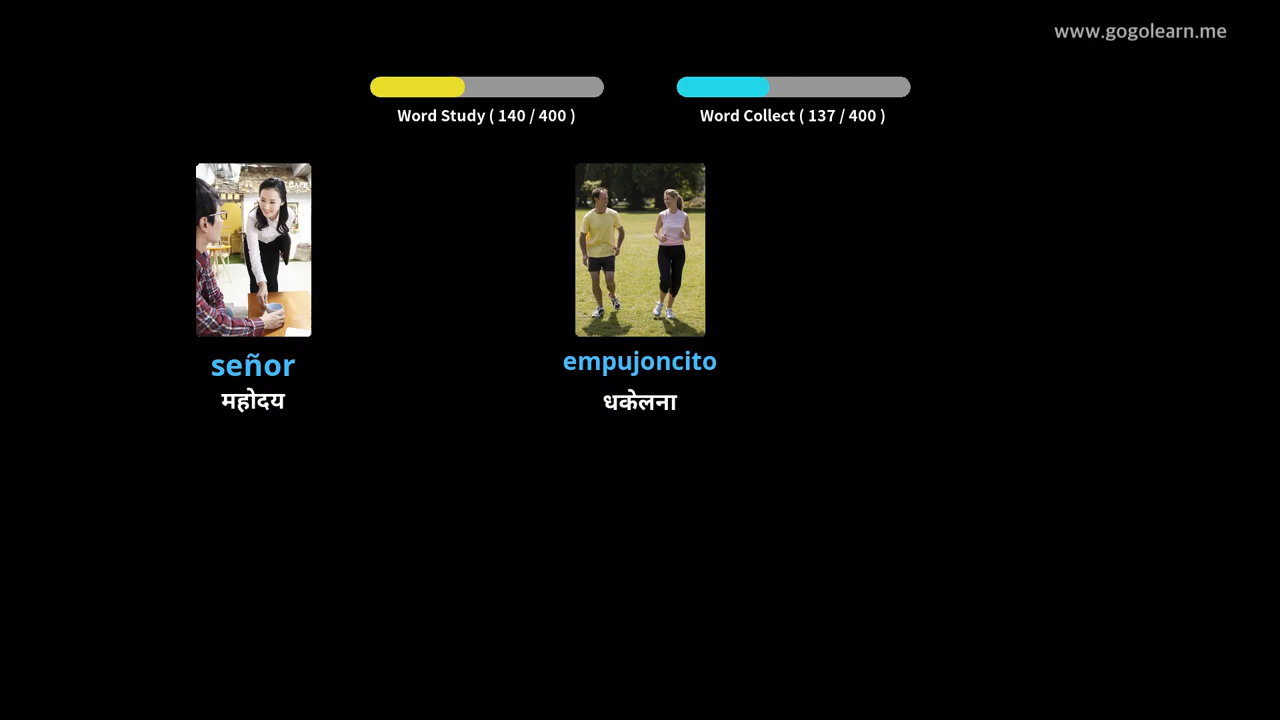 www.gogolearn.me
Word Study ( 140 / 400 )
Word Collect ( 137 / 400 )
señor
महोदय
empujoncito
धकेलना